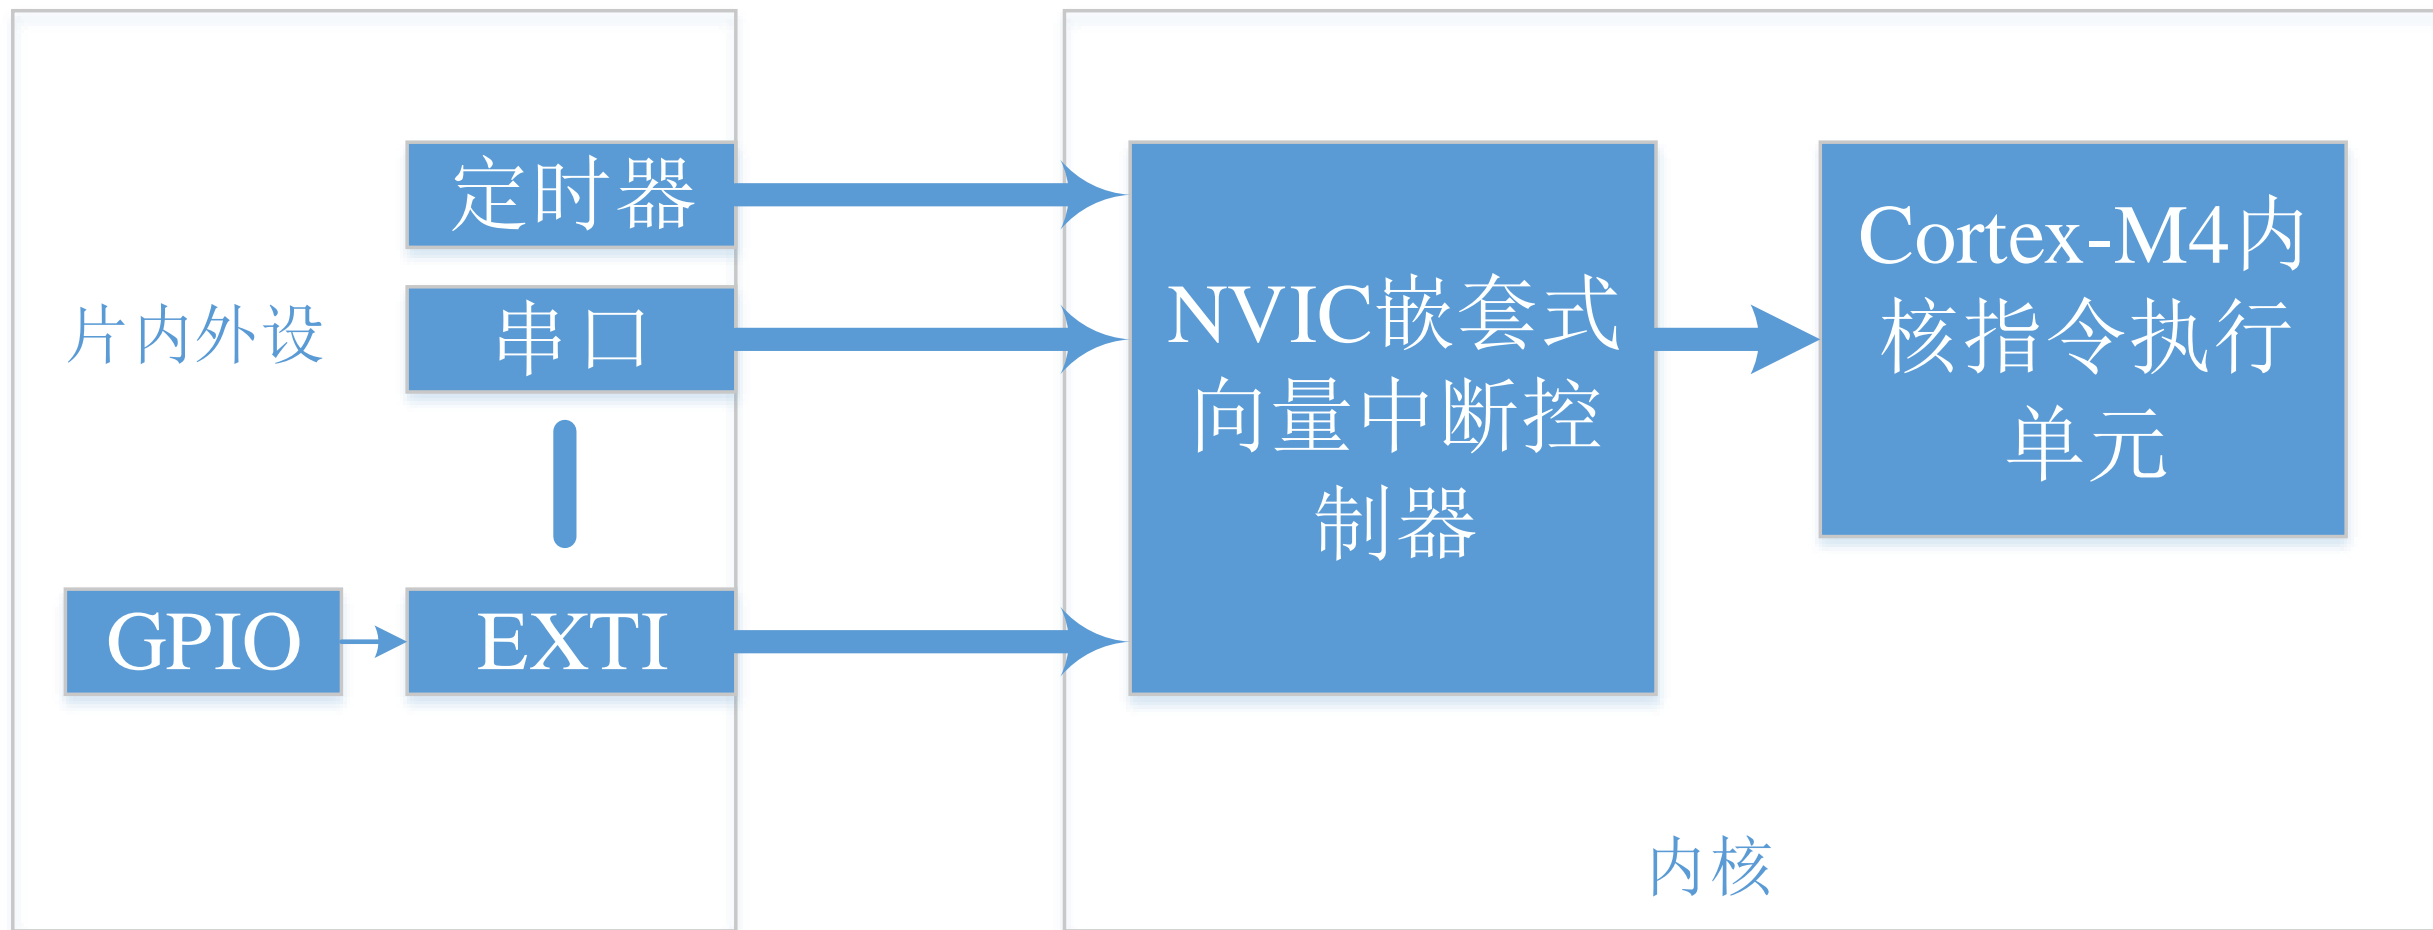 定时器
片内外设
串口
GPIO
EXTI
NVIC嵌套式
向量中断控
制器
Cortex-M4内
核指令执行
单元
内核